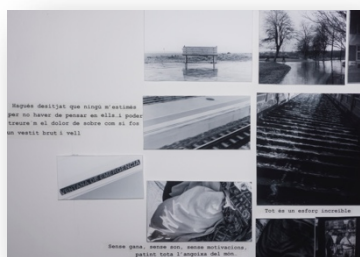 Hagués desitjat que ningú m'estimés
per no haver de pensar en ells.i poder
traure'm el dolor de sobre com si fos
un vestit brut i vell
Tot és un esforç increïble
Sense gana, sense son, sense motivacions,
patint tota l'angoixa del món.